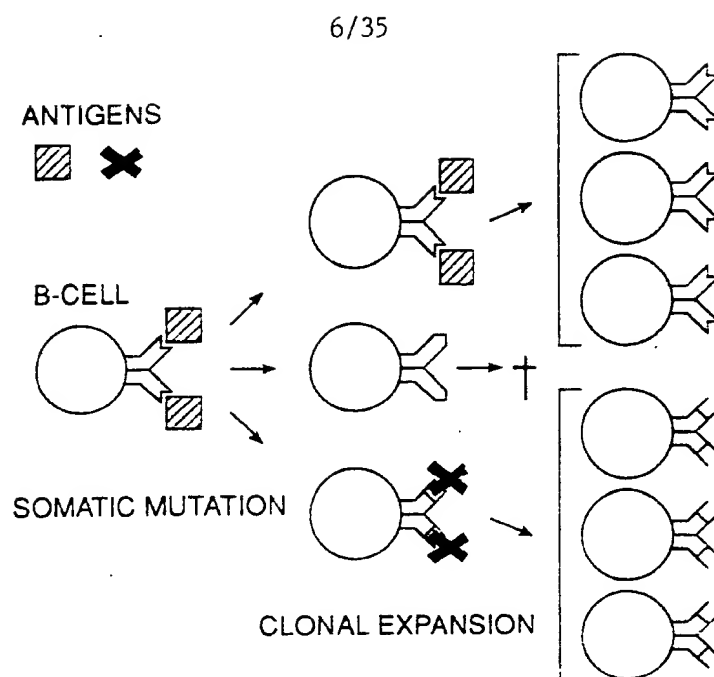 6/35
ANTIGENS
B-CELL
SOMATIC MUTATION
CLONAL EXPANSION